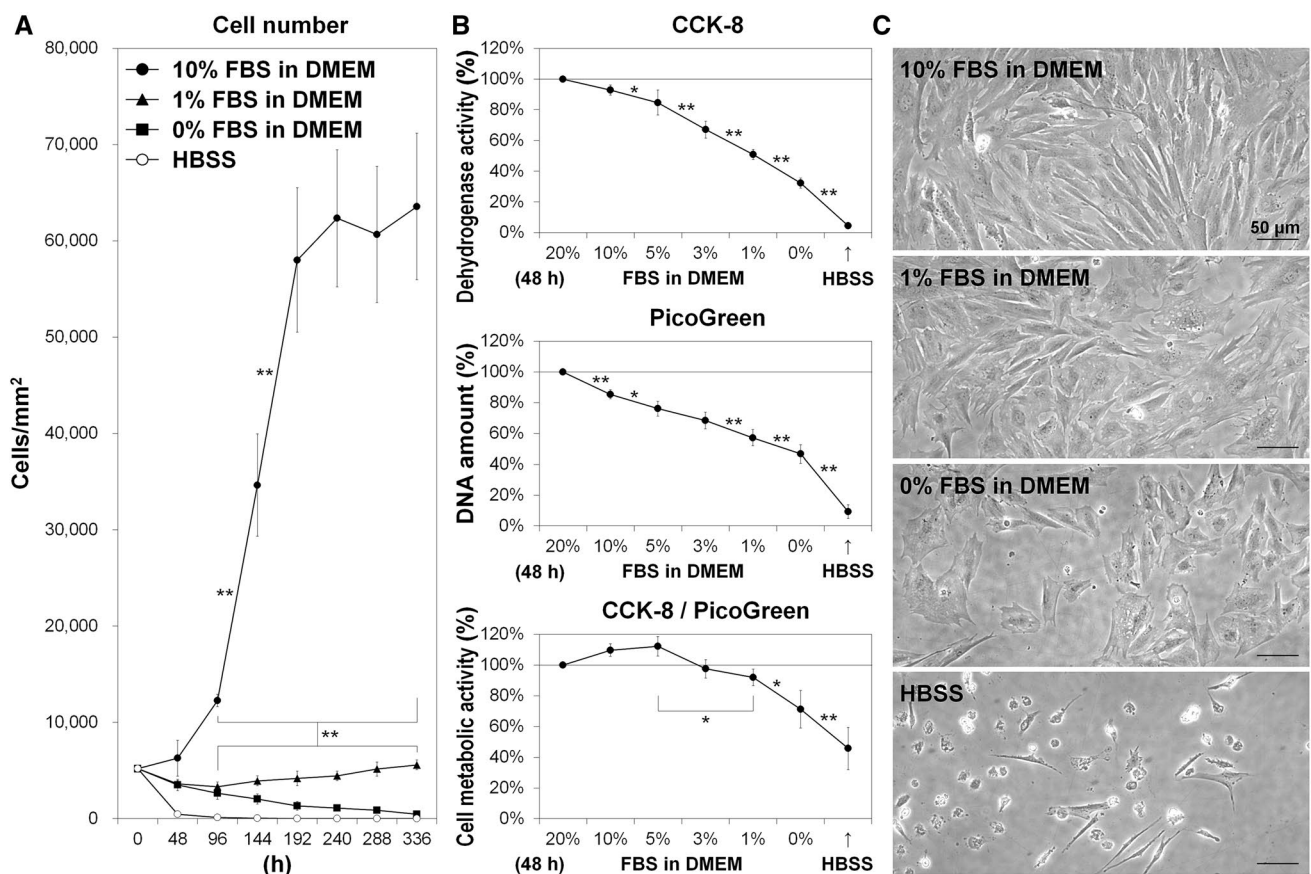 A
Cell number
80,000
70,000
60,000
50,000
40,000
30,000
20,000
10,000
0
Cells/mm²
10% FBS in DMEM
1% FBS in DMEM
0% FBS in DMEM
HBSS
**
**
**
0 48 96 144 192 240 288 336
(h)
B
CCK-8
Dehydrogenase activity (%)
120%
100%
80%
60%
40%
20%
0%
* ** ** ** **
20% 10% 5% 3% 1% 0% ↑
(48 h) FBS in DMEM HBSS
PicoGreen
DNA amount (%)
120%
100%
80%
60%
40%
20%
0%
** * ** ** **
20% 10% 5% 3% 1% 0% ↑
(48 h) FBS in DMEM HBSS
CCK-8 / PicoGreen
Cell metabolic activity (%)
120%
100%
80%
60%
40%
20%
0%
* * **
20% 10% 5% 3% 1% 0% ↑
(48 h) FBS in DMEM HBSS
C
10% FBS in DMEM
50 µm
1% FBS in DMEM
0% FBS in DMEM
HBSS